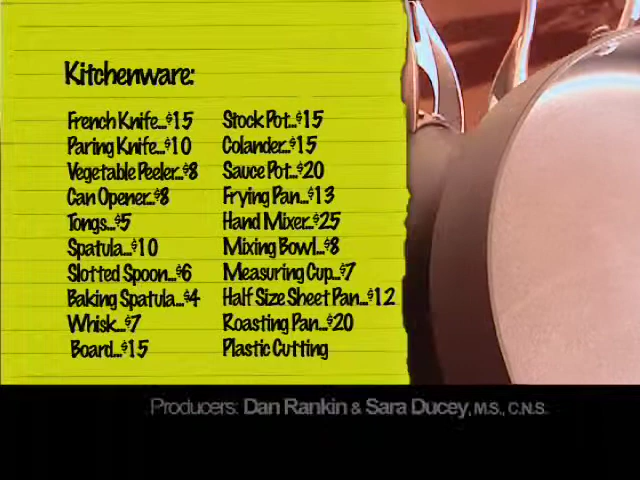 Kitchenware:
French Knife...$15
Paring Knife...$10
Vegetable Peeler...$8
Can Opener...$8
Tongs...$5
Spatula...$10
Slotted Spoon...$6
Baking Spatula...$4
Whisk...$7
Board...$15
Stock Pot...$15
Colander...$15
Sauce Pot...$20
Frying Pan...$13
Hand Mixer...$25
Mixing Bowl...$8
Measuring Cup...$7
Half Size Sheet Pan...$12
Roasting Pan...$20
Plastic Cutting
Producers: Dan Rankin & Sara Ducey, M.S., C.N.S.